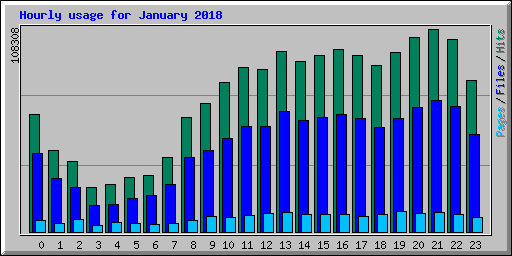 Hourly usage for January 2018
108308
Pages / Files / Hits
0 1 2 3 4 5 6 7 8 9 10 11 12 13 14 15 16 17 18 19 20 21 22 23